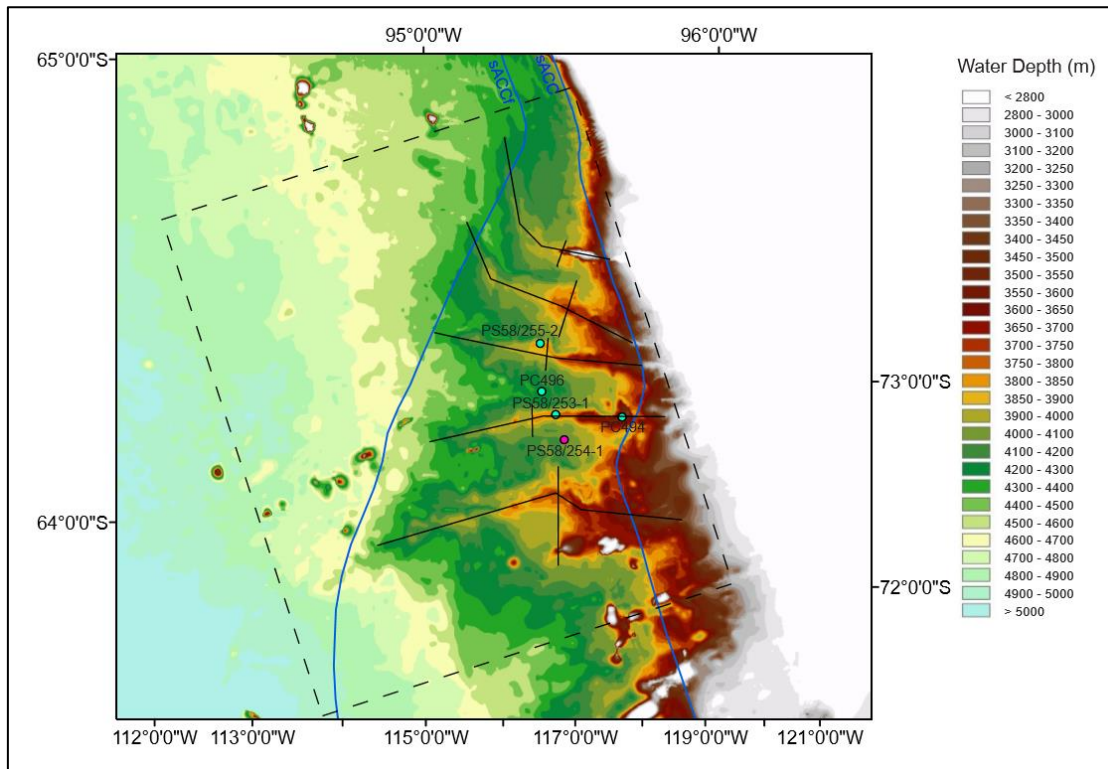 95°0'0"W 96°0'0"W
65°0'0"S
sACCf
sACC
PS58/255-2
PC496
73°0'0"S
PS58/253-1
PC494
PS58/254-1
64°0'0"S
72°0'0"S
112°0'0"W 113°0'0"W 115°0'0"W 117°0'0"W 119°0'0"W 121°0'0"W
Water Depth (m)
< 2800
2800 - 3000
3000 - 3100
3100 - 3200
3200 - 3250
3250 - 3300
3300 - 3350
3350 - 3400
3400 - 3450
3450 - 3500
3500 - 3550
3550 - 3600
3600 - 3650
3650 - 3700
3700 - 3750
3750 - 3800
3800 - 3850
3850 - 3900
3900 - 4000
4000 - 4100
4100 - 4200
4200 - 4300
4300 - 4400
4400 - 4500
4500 - 4600
4600 - 4700
4700 - 4800
4800 - 4900
4900 - 5000
> 5000